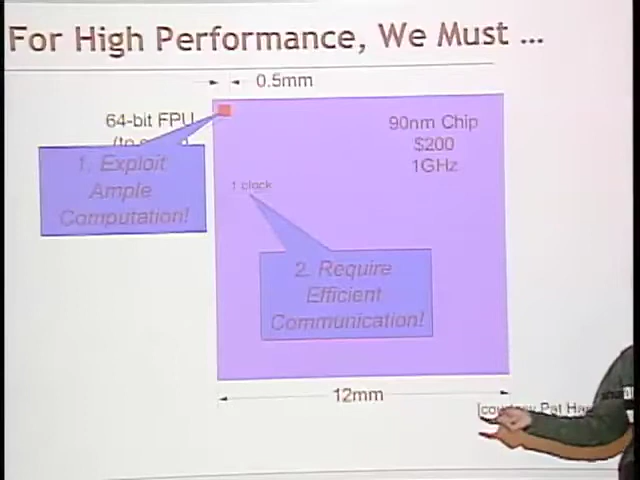 For High Performance, We Must ...
0.5mm
64-bit FPU
90nm Chip
$200
1GHz
1. Exploit
Ample
Computation!
1 clock
2. Require
Efficient
Communication!
12mm
Pat